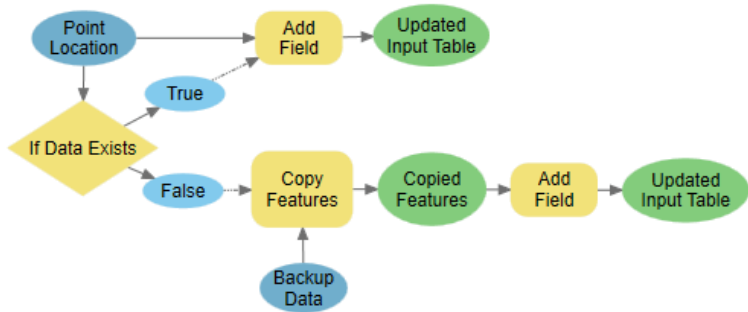 Point
Location
Add
Field
Updated
Input Table
True
If Data Exists
False
Copy
Features
Copied
Features
Add
Field
Updated
Input Table
Backup
Data